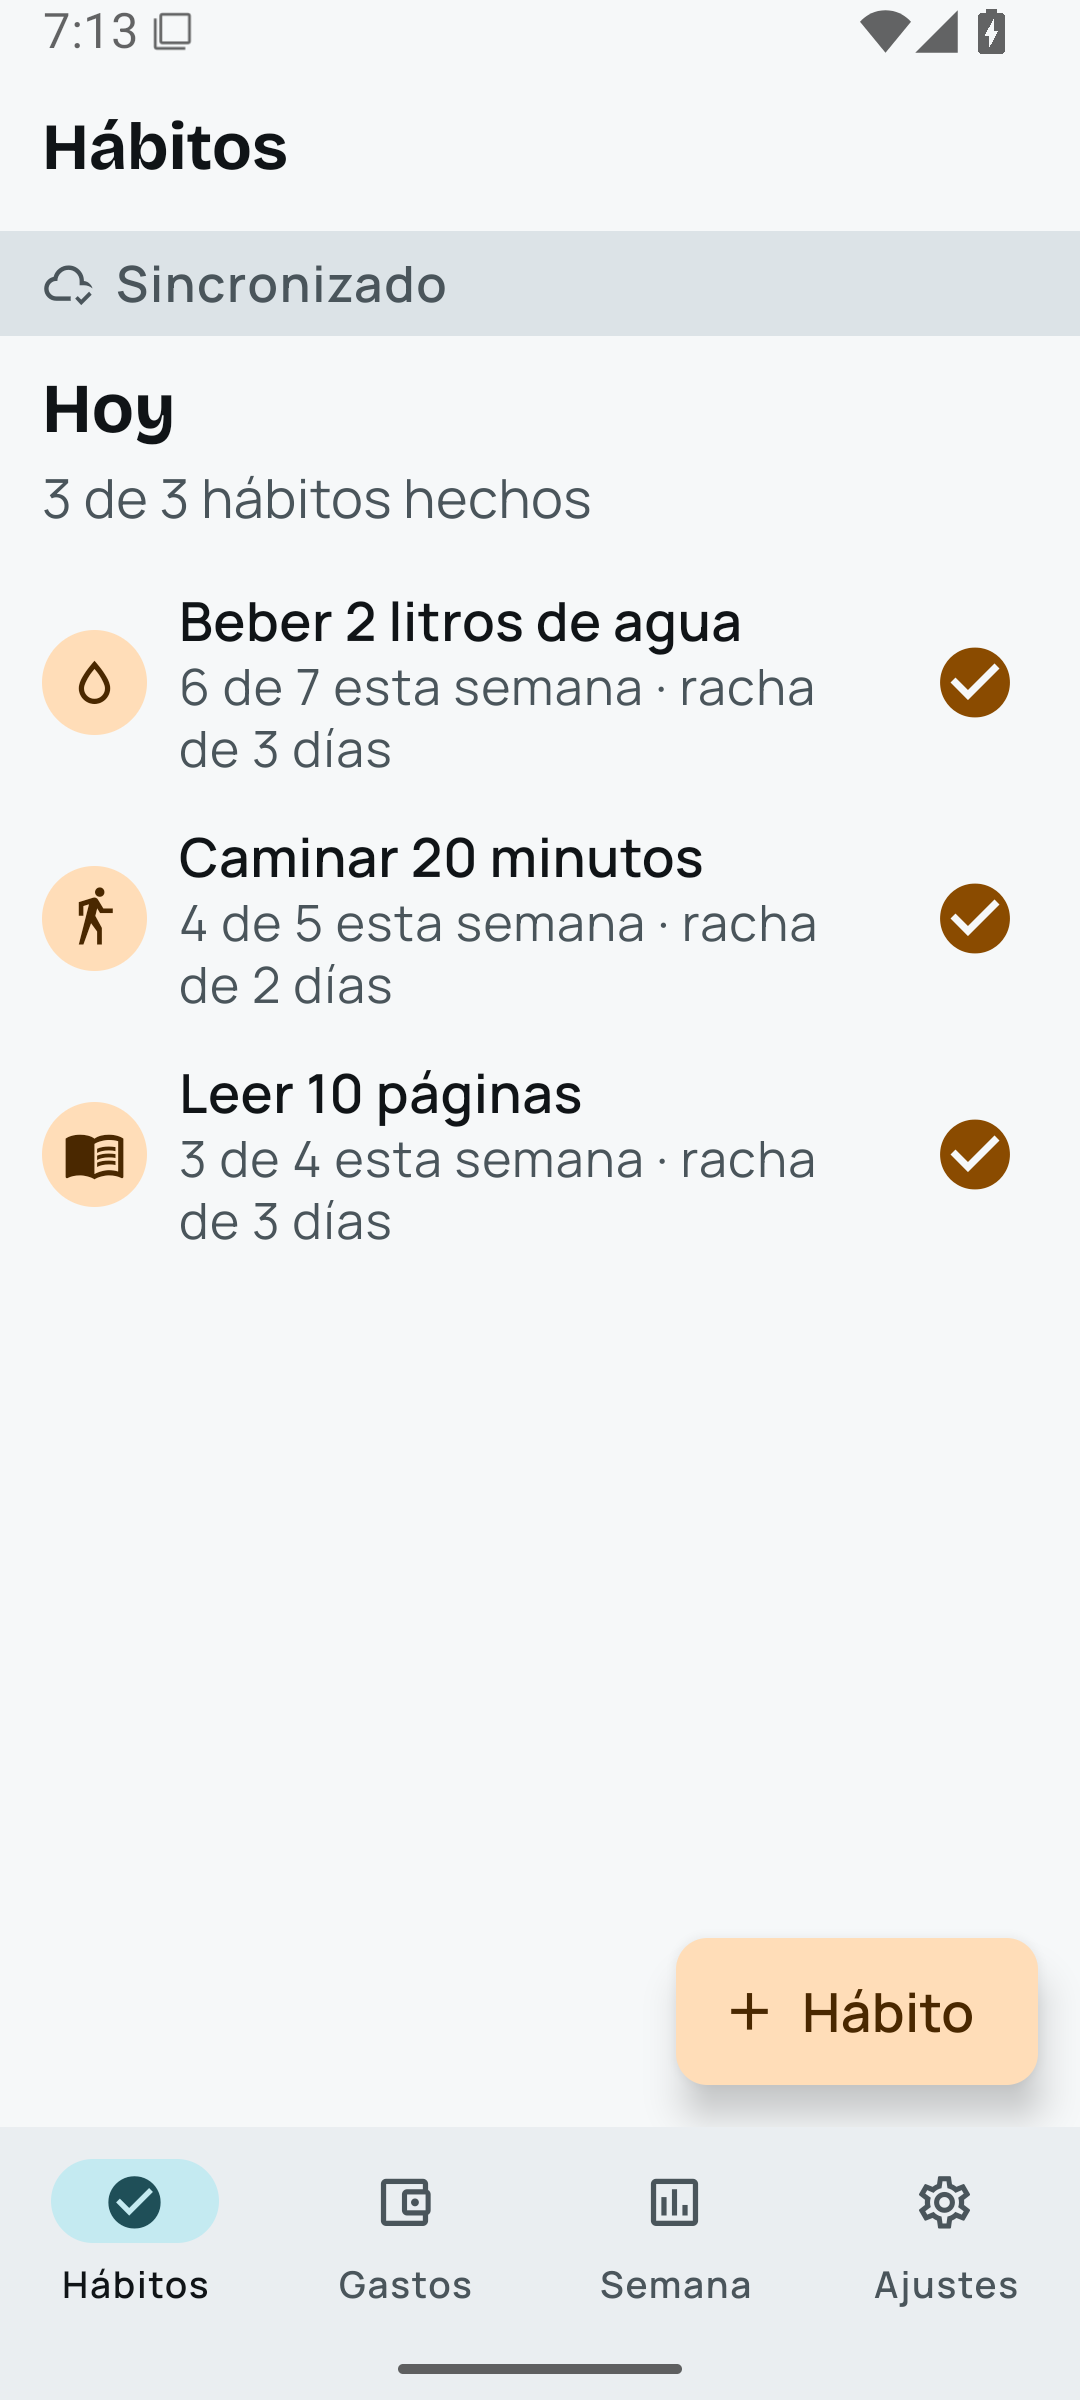 7:13
Hábitos
Sincronizado
Hoy
3 de 3 hábitos hechos
Beber 2 litros de agua
6 de 7 esta semana · racha
de 3 días
Caminar 20 minutos
4 de 5 esta semana · racha
de 2 días
Leer 10 páginas
3 de 4 esta semana · racha
de 3 días
+ Hábito
Hábitos
Gastos
Semana
Ajustes